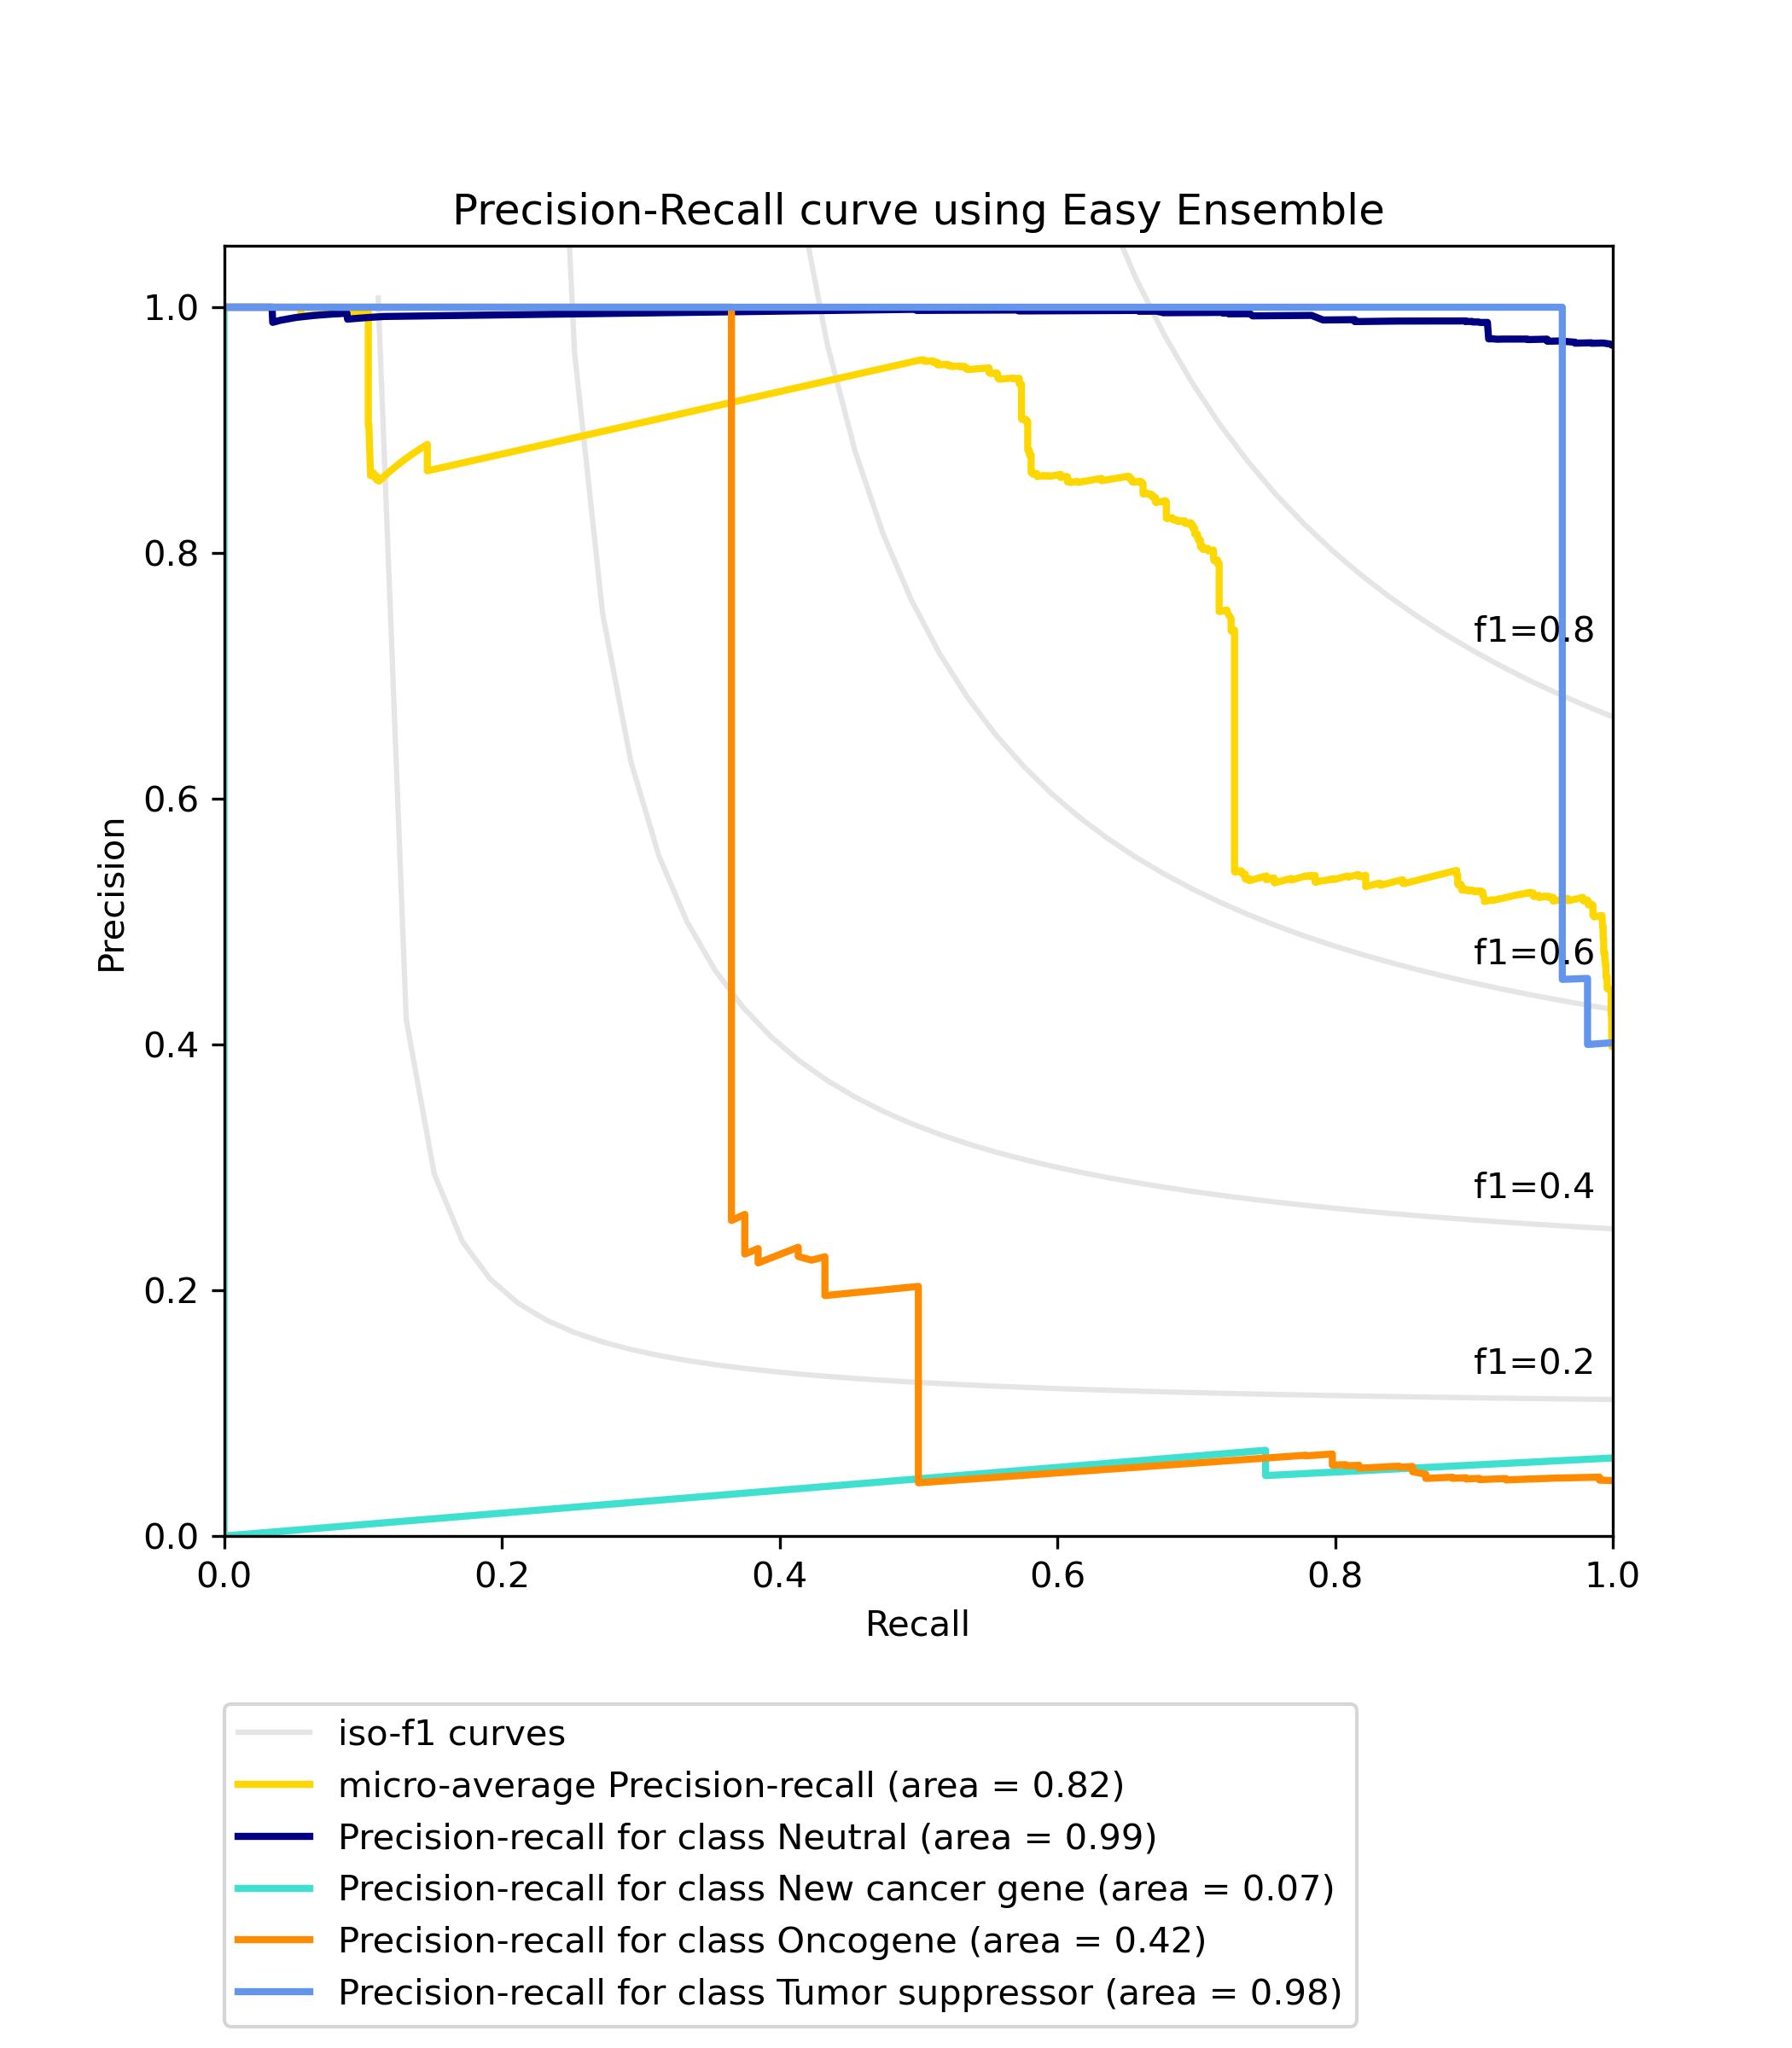 Precision-Recall curve using Easy Ensemble
1.0
0.8
0.6
0.4
0.2
0.0
Precision
f1=0.8
f1=0.6
f1=0.4
f1=0.2
0.0 0.2 0.4 0.6 0.8 1.0
Recall
iso-f1 curves
micro-average Precision-recall (area = 0.82)
Precision-recall for class Neutral (area = 0.99)
Precision-recall for class New cancer gene (area = 0.07)
Precision-recall for class Oncogene (area = 0.42)
Precision-recall for class Tumor suppressor (area = 0.98)